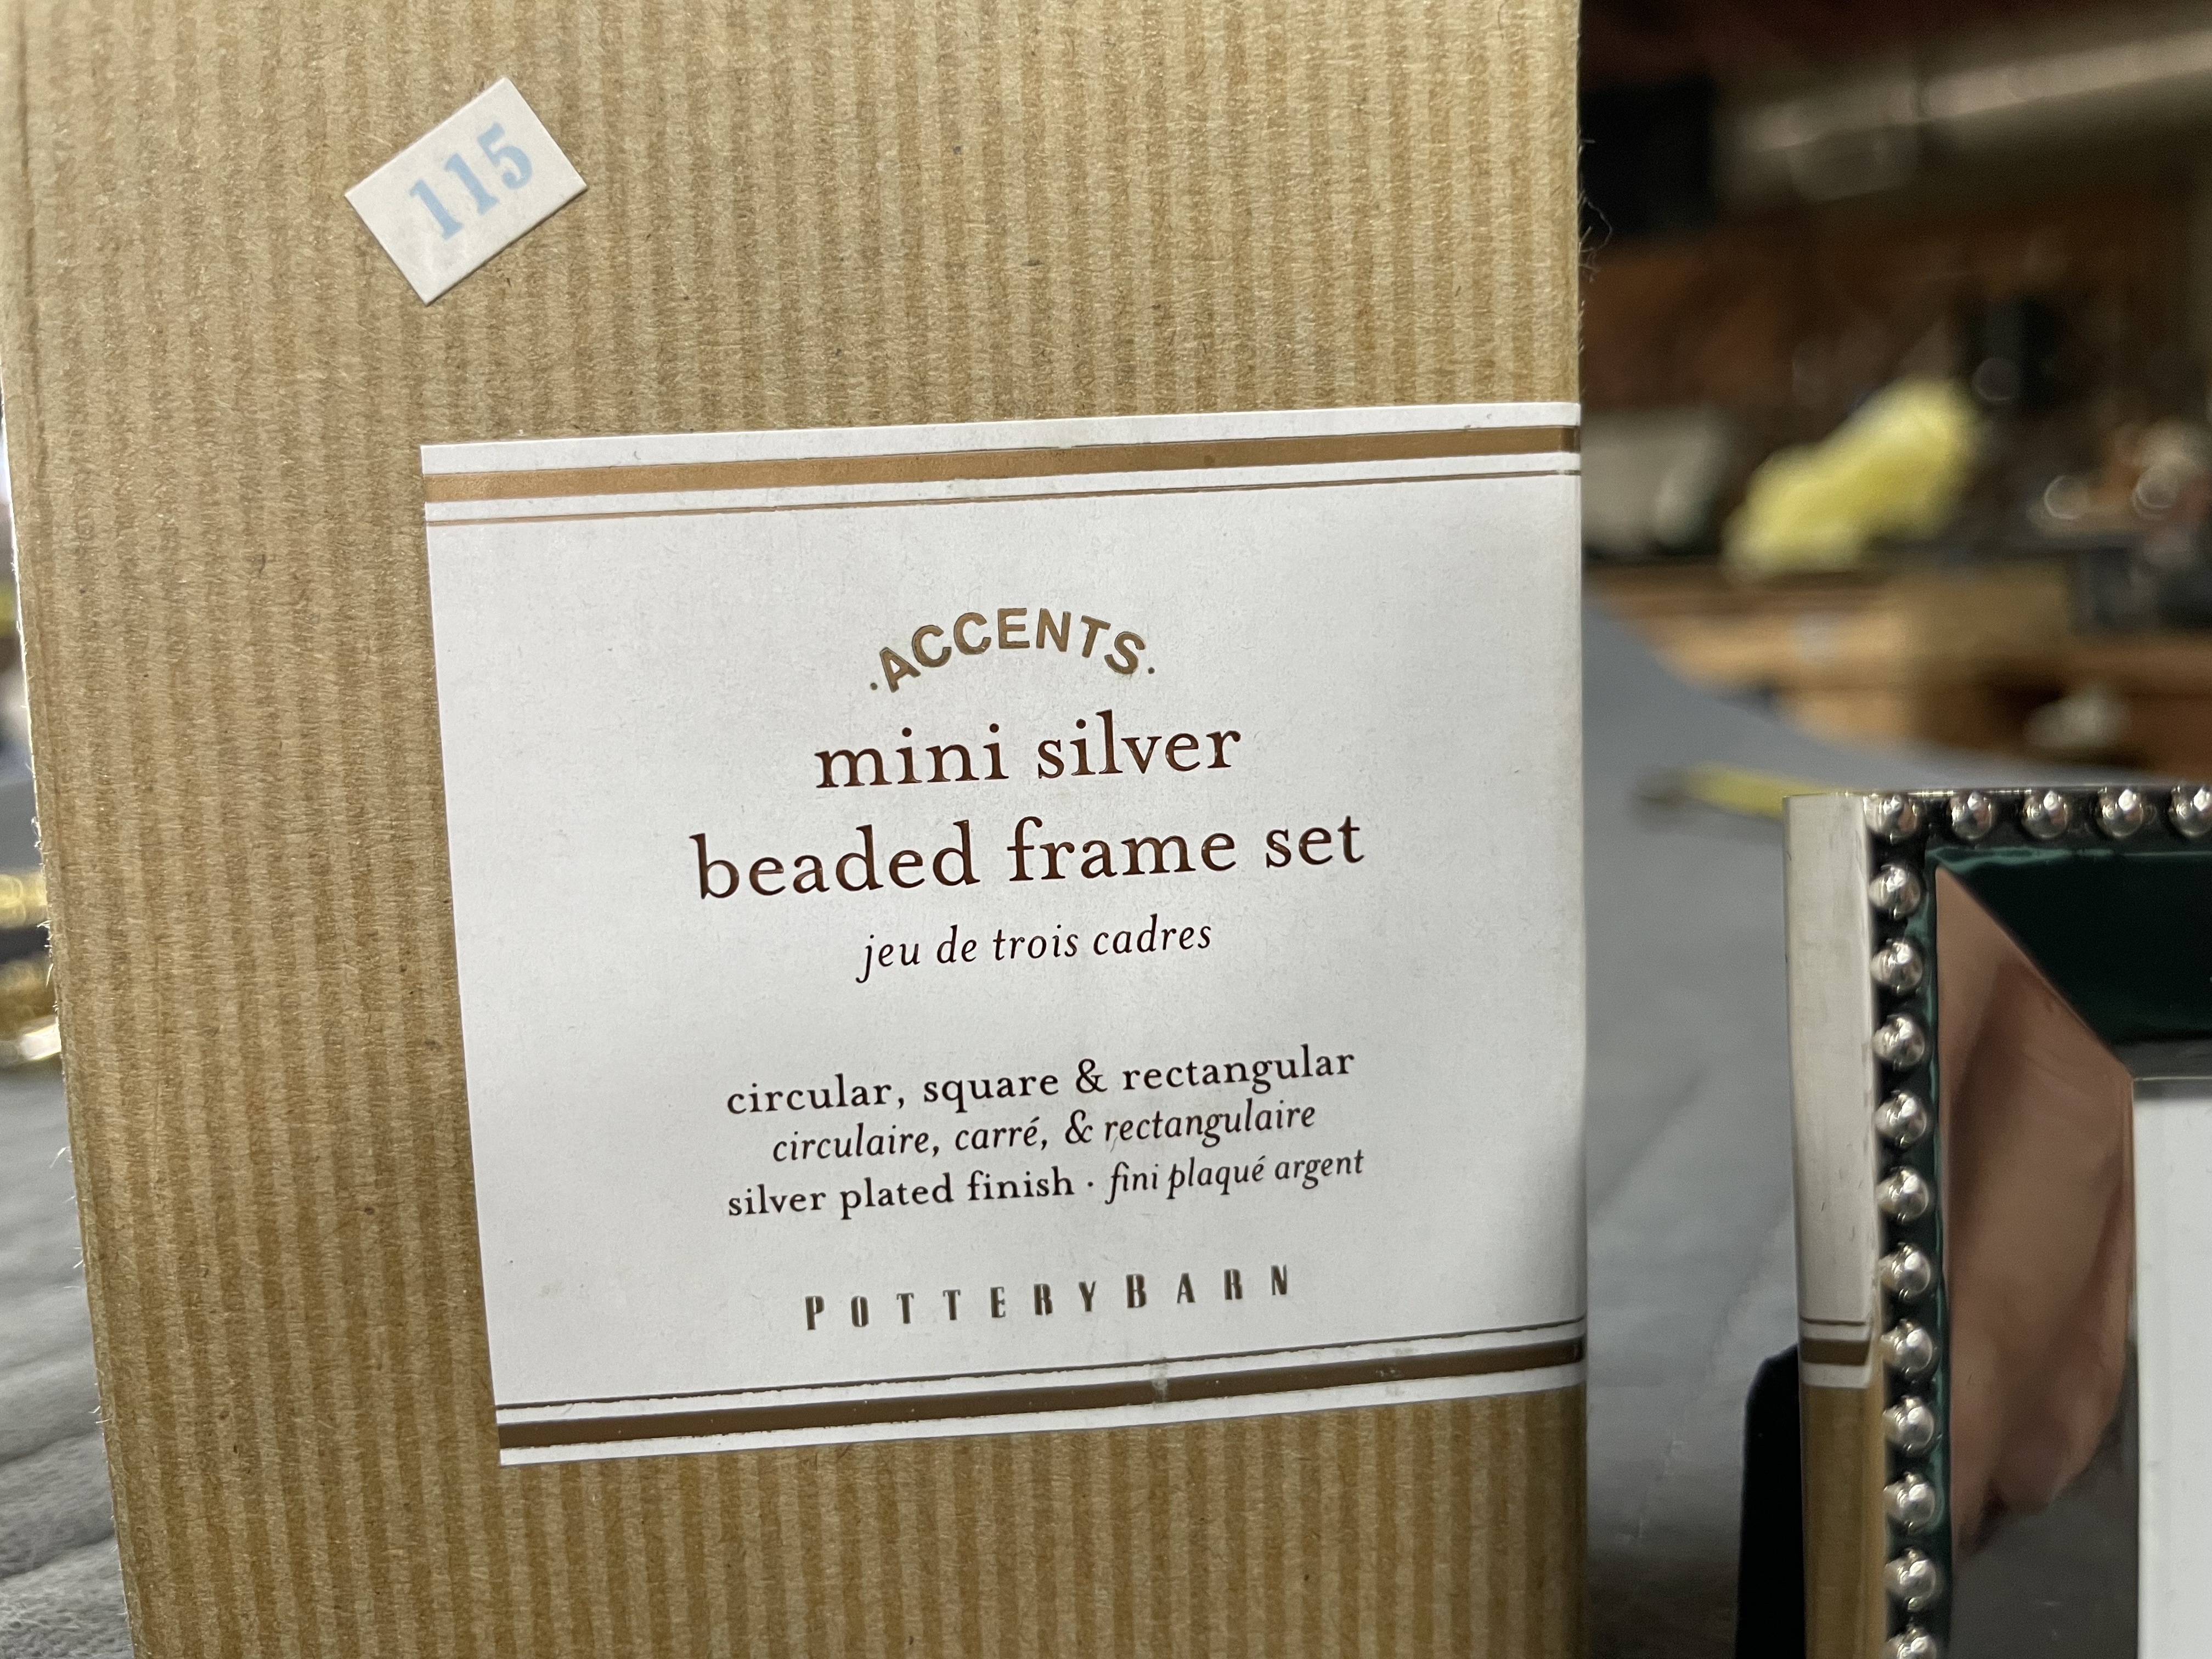 115
·ACCENTS·
mini silver
beaded frame set
jeu de trois cadres
circular, square & rectangular
circulaire, carré, & rectangulaire
silver plated finish · fini plaqué argent
POTTERYBARN